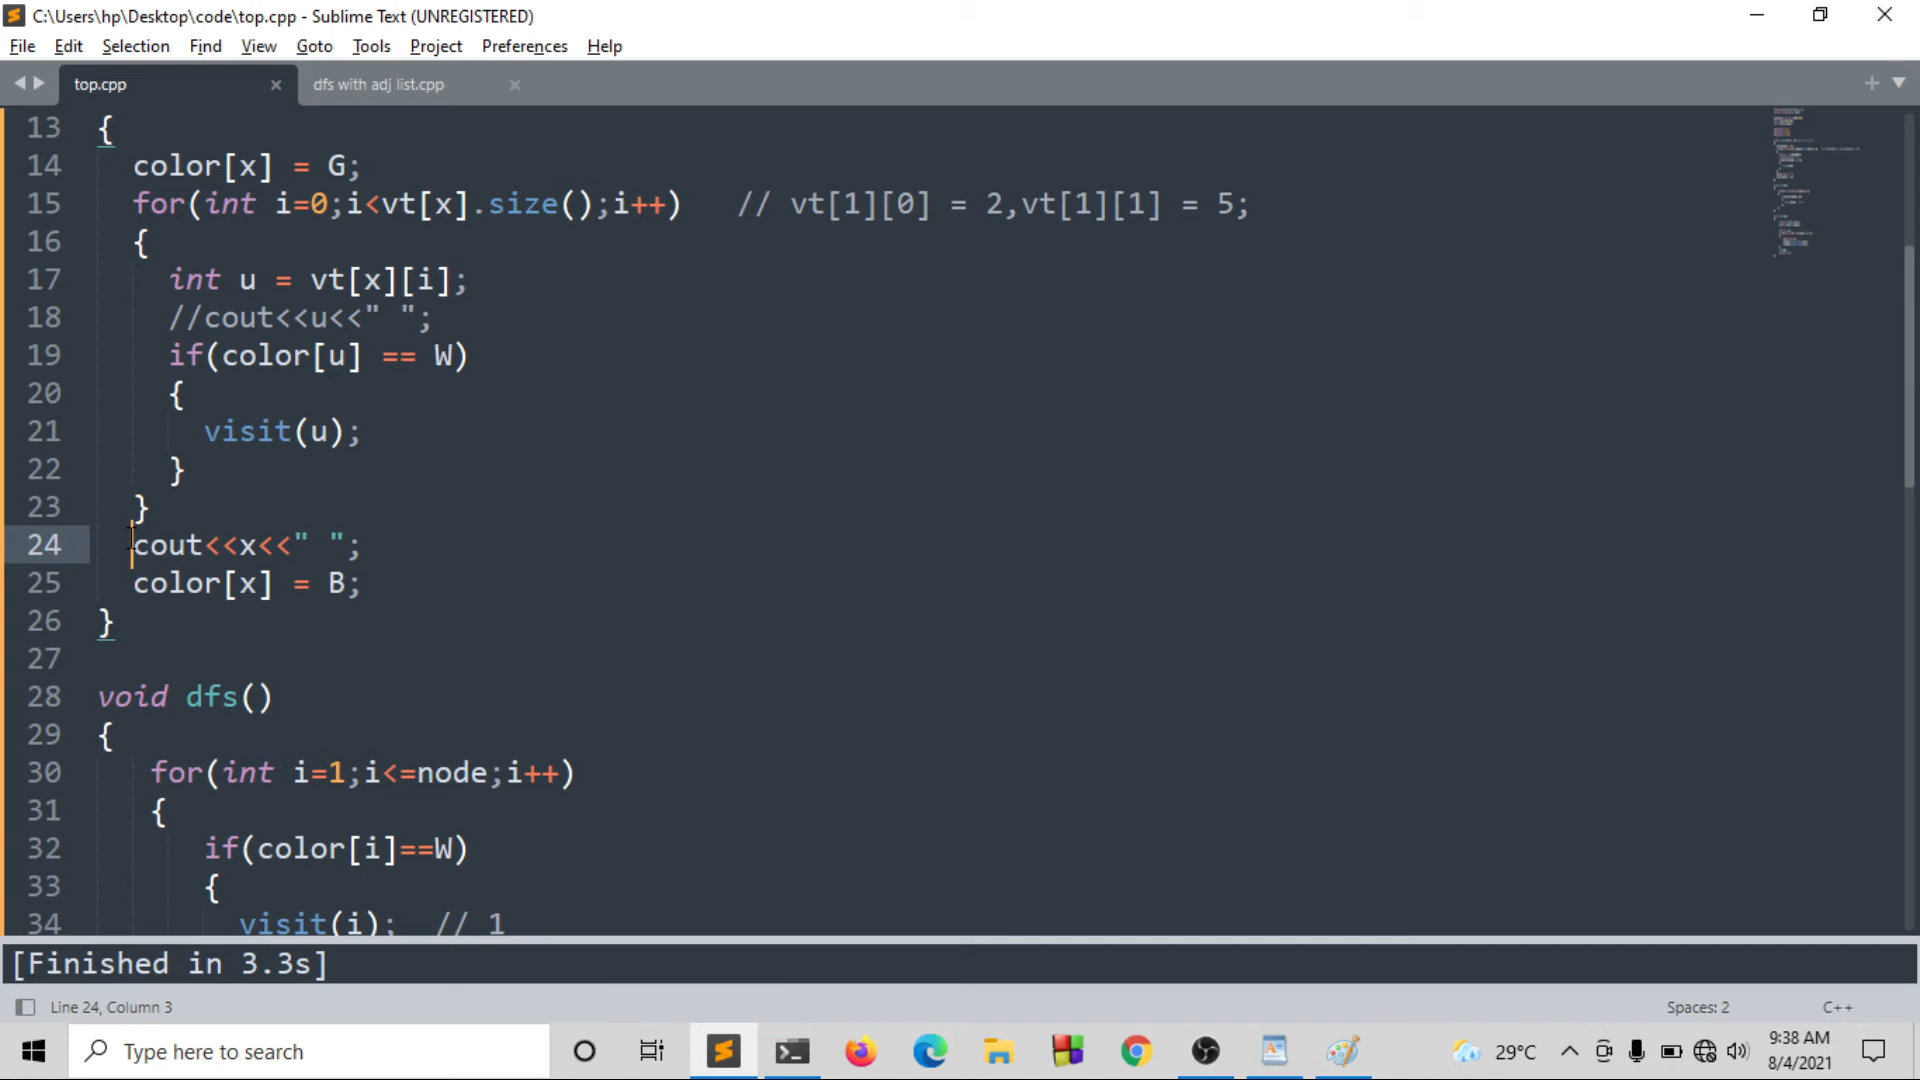 C:\Users\hp\Desktop\code\top.cpp - Sublime Text (UNREGISTERED)
File Edit Selection Find View Goto Tools Project Preferences Help
top.cpp dfs with adj list.cpp
13 {
14 color[x] = G;
15 for(int i=0;i<vt[x].size();i++) // vt[1][0] = 2,vt[1][1] = 5;
16 {
17 int u = vt[x][i];
18 //cout<<u<<" ";
19 if(color[u] == W)
20 {
21 visit(u);
22 }
23 }
24 cout<<x<<" ";
25 color[x] = B;
26 }
27
28 void dfs()
29 {
30 for(int i=1;i<=node;i++)
31 {
32 if(color[i]==W)
33 {
34 visit(i); // 1
[Finished in 3.3s]
Line 24, Column 3 Spaces: 2 C++
Type here to search 29°C 9:38 AM
8/4/2021